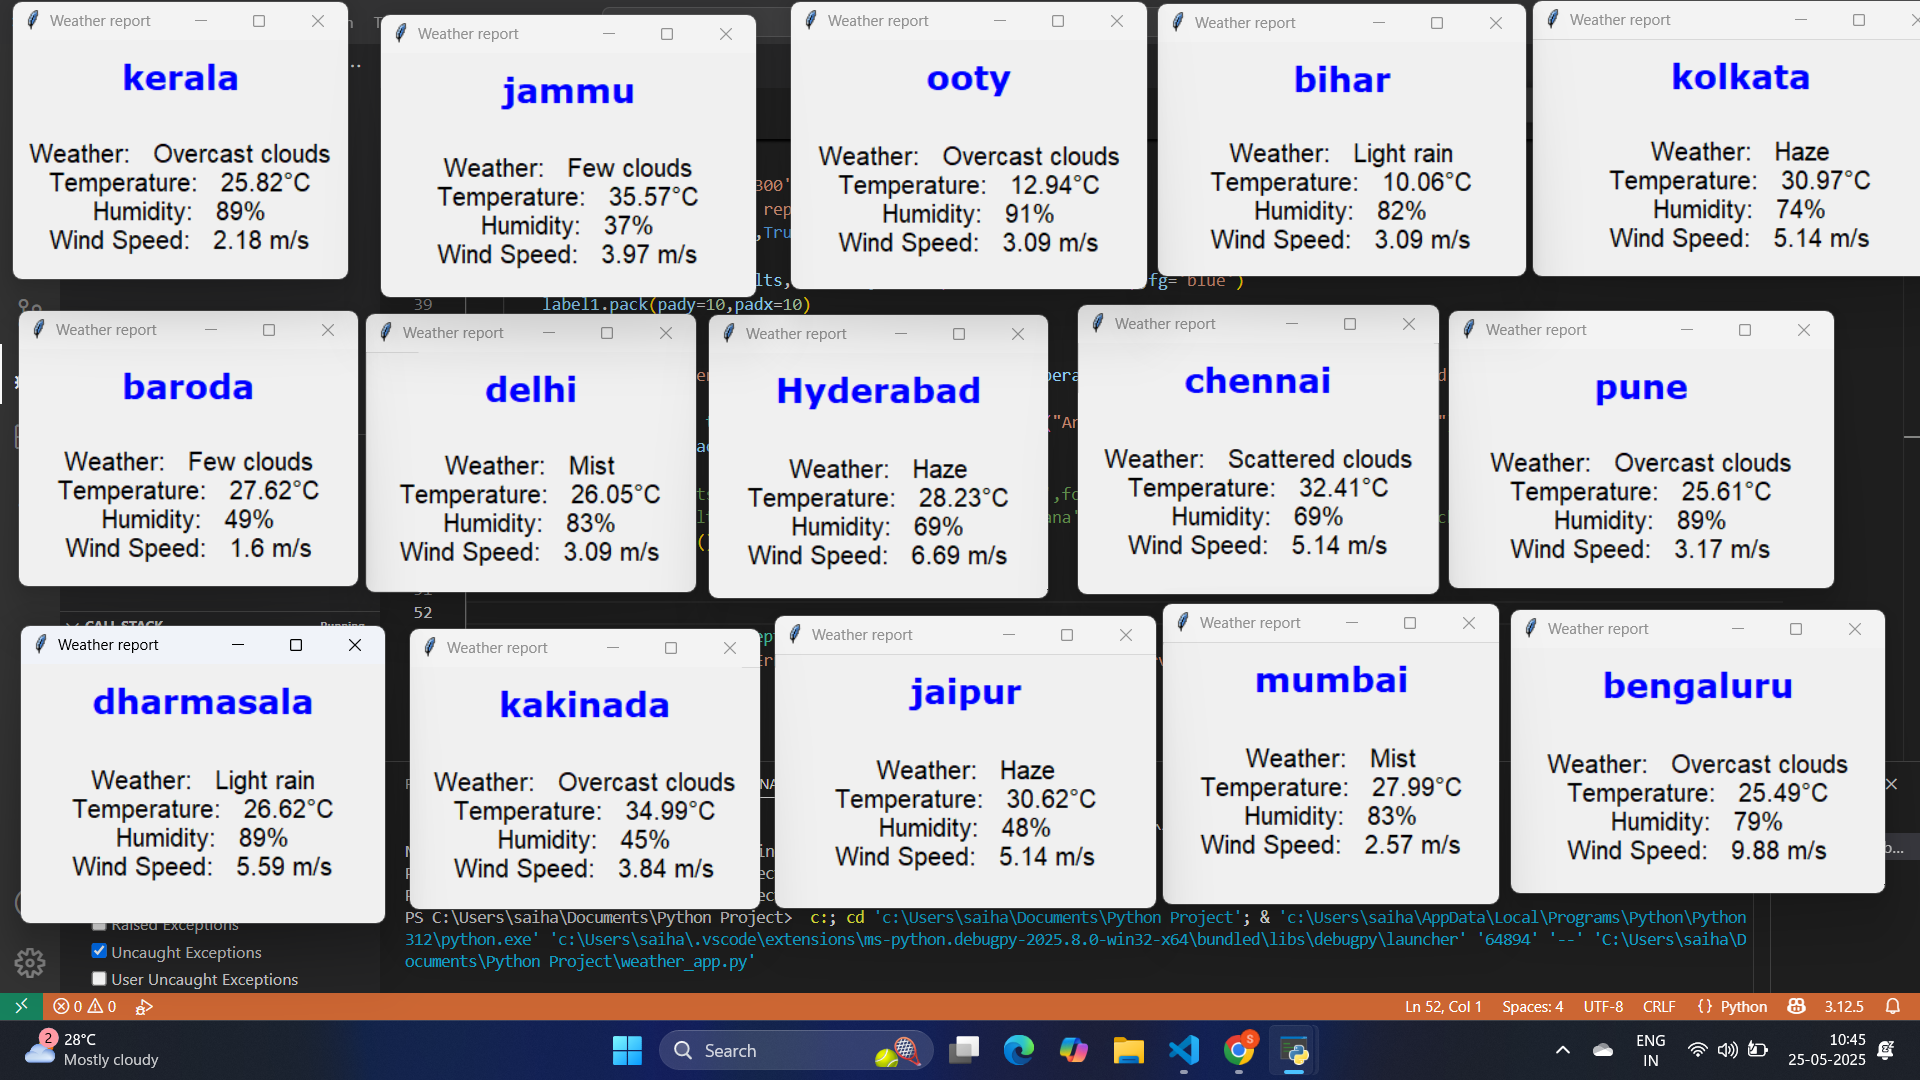 Weather report
kerala
Weather: Overcast clouds
Temperature: 25.82°C
Humidity: 89%
Wind Speed: 2.18 m/s
Weather report
jammu
Weather: Few clouds
Temperature: 35.57°C
Humidity: 37%
Wind Speed: 3.97 m/s
Weather report
ooty
Weather: Overcast clouds
Temperature: 12.94°C
Humidity: 91%
Wind Speed: 3.09 m/s
Weather report
bihar
Weather: Light rain
Temperature: 10.06°C
Humidity: 82%
Wind Speed: 3.09 m/s
Weather report
kolkata
Weather: Haze
Temperature: 30.97°C
Humidity: 74%
Wind Speed: 5.14 m/s
39 label1.pack(pady=10,padx=10)
Weather report
baroda
Weather: Few clouds
Temperature: 27.62°C
Humidity: 49%
Wind Speed: 1.6 m/s
Weather report
delhi
Weather: Mist
Temperature: 26.05°C
Humidity: 83%
Wind Speed: 3.09 m/s
Weather report
Hyderabad
Weather: Haze
Temperature: 28.23°C
Humidity: 69%
Wind Speed: 6.69 m/s
Weather report
chennai
Weather: Scattered clouds
Temperature: 32.41°C
Humidity: 69%
Wind Speed: 5.14 m/s
Weather report
pune
Weather: Overcast clouds
Temperature: 25.61°C
Humidity: 89%
Wind Speed: 3.17 m/s
52
Weather report
dharmasala
Weather: Light rain
Temperature: 26.62°C
Humidity: 89%
Wind Speed: 5.59 m/s
Weather report
kakinada
Weather: Overcast clouds
Temperature: 34.99°C
Humidity: 45%
Wind Speed: 3.84 m/s
Weather report
jaipur
Weather: Haze
Temperature: 30.62°C
Humidity: 48%
Wind Speed: 5.14 m/s
Weather report
mumbai
Weather: Mist
Temperature: 27.99°C
Humidity: 83%
Wind Speed: 2.57 m/s
Weather report
bengaluru
Weather: Overcast clouds
Temperature: 25.49°C
Humidity: 79%
Wind Speed: 9.88 m/s
Raised Exceptions
Uncaught Exceptions
User Uncaught Exceptions
PS C:\Users\saiha\Documents\Python Project> c:; cd 'c:\Users\saiha\Documents\Python Project'; & 'c:\Users\saiha\AppData\Local\Programs\Python\Python
312\python.exe' 'c:\Users\saiha\.vscode\extensions\ms-python.debugpy-2025.8.0-win32-x64\bundled\libs\debugpy\launcher' '64894' '--' 'C:\Users\saiha\D
ocuments\Python Project\weather_app.py'
0 0
Ln 52, Col 1 Spaces: 4 UTF-8 CRLF {} Python 3.12.5
2
28°C
Mostly cloudy
Search
S
ENG
IN
10:45
25-05-2025